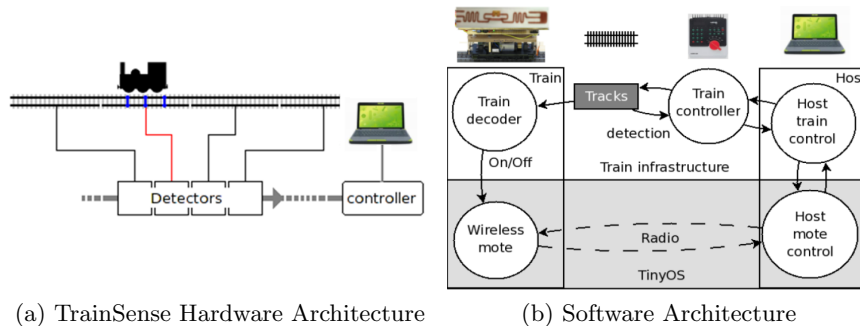 Detectors
controller
(a) TrainSense Hardware Architecture
Train
Host
Train
decoder
Tracks
Train
controller
Host
train
control
detection
On/Off
Train infrastructure
Wireless
mote
Radio
Host
mote
control
TinyOS
(b) Software Architecture